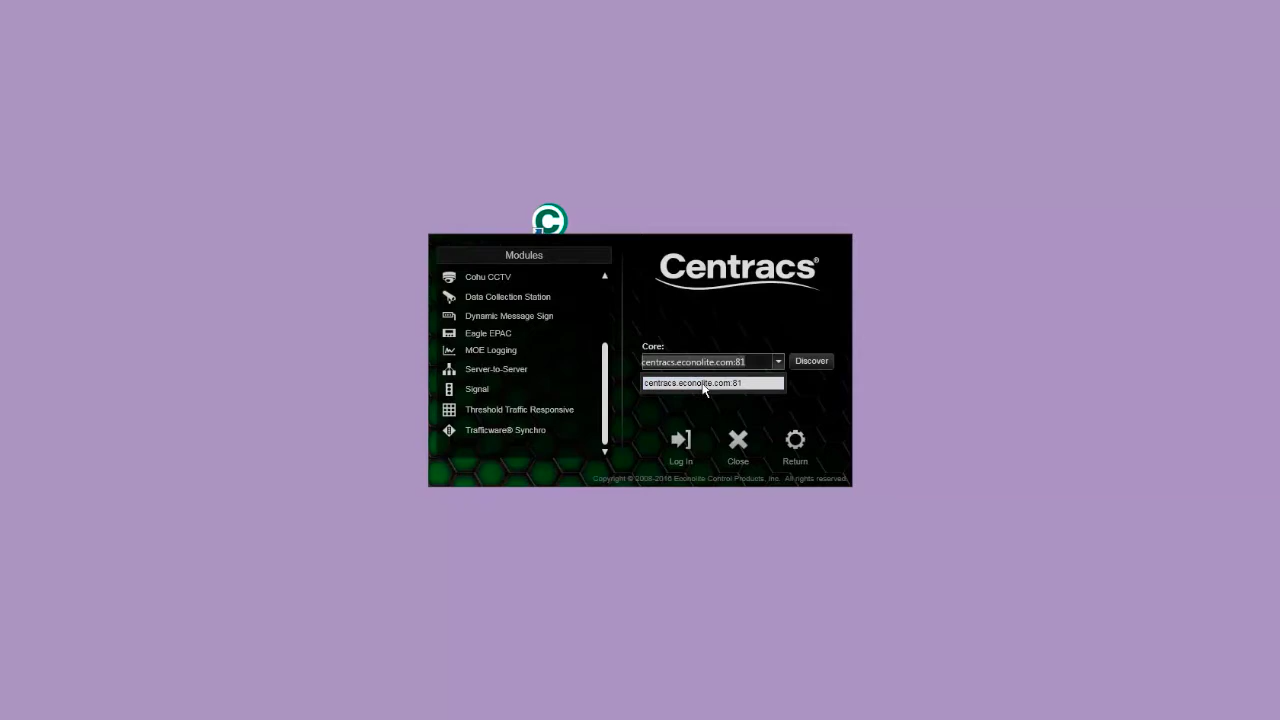 Modules
Cohu CCTV
Data Collection Station
Dynamic Message Sign
Eagle EPAC
MOE Logging
Server-to-Server
Signal
Threshold Traffic Responsive
Trafficware® Synchro
Centracs®
Core:
centracs.econolite.com:81
Discover
centracs.econolite.com:81
Log In
Close
Return
Copyright © 2008-2016 Econolite Control Products, Inc. All rights reserved.
C